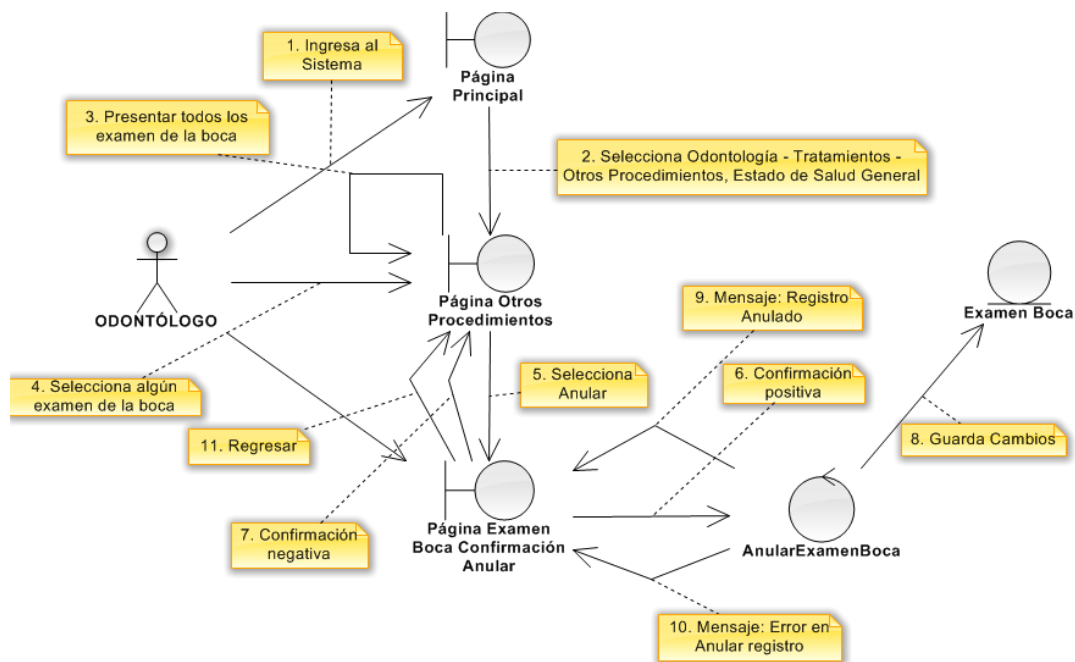 1. Ingresa al
Sistema
Página
Principal
3. Presentar todos los
examen de la boca
2. Selecciona Odontología - Tratamientos -
Otros Procedimientos, Estado de Salud General
ODONTÓLOGO
Página Otros
Procedimientos
9. Mensaje: Registro
Anulado
Examen Boca
4. Selecciona algún
examen de la boca
5. Selecciona
Anular
6. Confirmación
positiva
11. Regresar
8. Guarda Cambios
7. Confirmación
negativa
Página Examen
Boca Confirmación
Anular
AnularExamenBoca
10. Mensaje: Error en
Anular registro